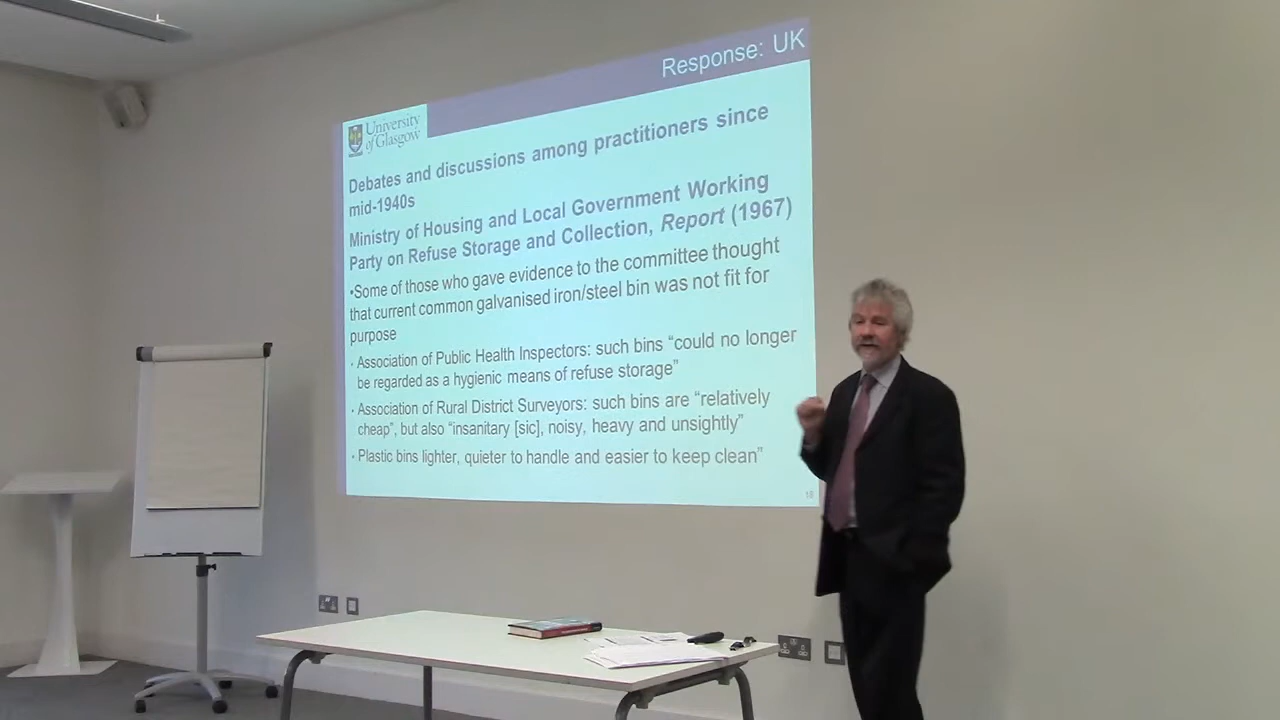 Response: UK
University
of Glasgow
Debates and discussions among practitioners since
mid-1940s
Ministry of Housing and Local Government Working
Party on Refuse Storage and Collection, Report (1967)
•Some of those who gave evidence to the committee thought
that current common galvanised iron/steel bin was not fit for
purpose
• Association of Public Health Inspectors: such bins “could no longer
be regarded as a hygienic means of refuse storage”
• Association of Rural District Surveyors: such bins are “relatively
cheap”, but also “insanitary [sic], noisy, heavy and unsightly”
• Plastic bins lighter, quieter to handle and easier to keep clean”